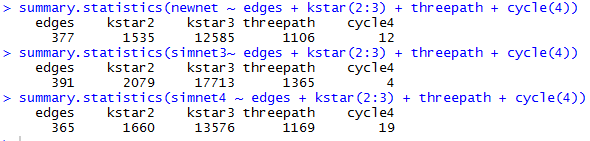 > summary.statistics(newnet ~ edges + kstar(2:3) + threepath + cycle(4))
edges kstar2 kstar3 threepath cycle4
377 1535 12585 1106 12
> summary.statistics(simnet3~ edges + kstar(2:3) + threepath + cycle(4))
edges kstar2 kstar3 threepath cycle4
391 2079 17713 1365 4
> summary.statistics(simnet4 ~ edges + kstar(2:3) + threepath + cycle(4))
edges kstar2 kstar3 threepath cycle4
365 1660 13576 1169 19